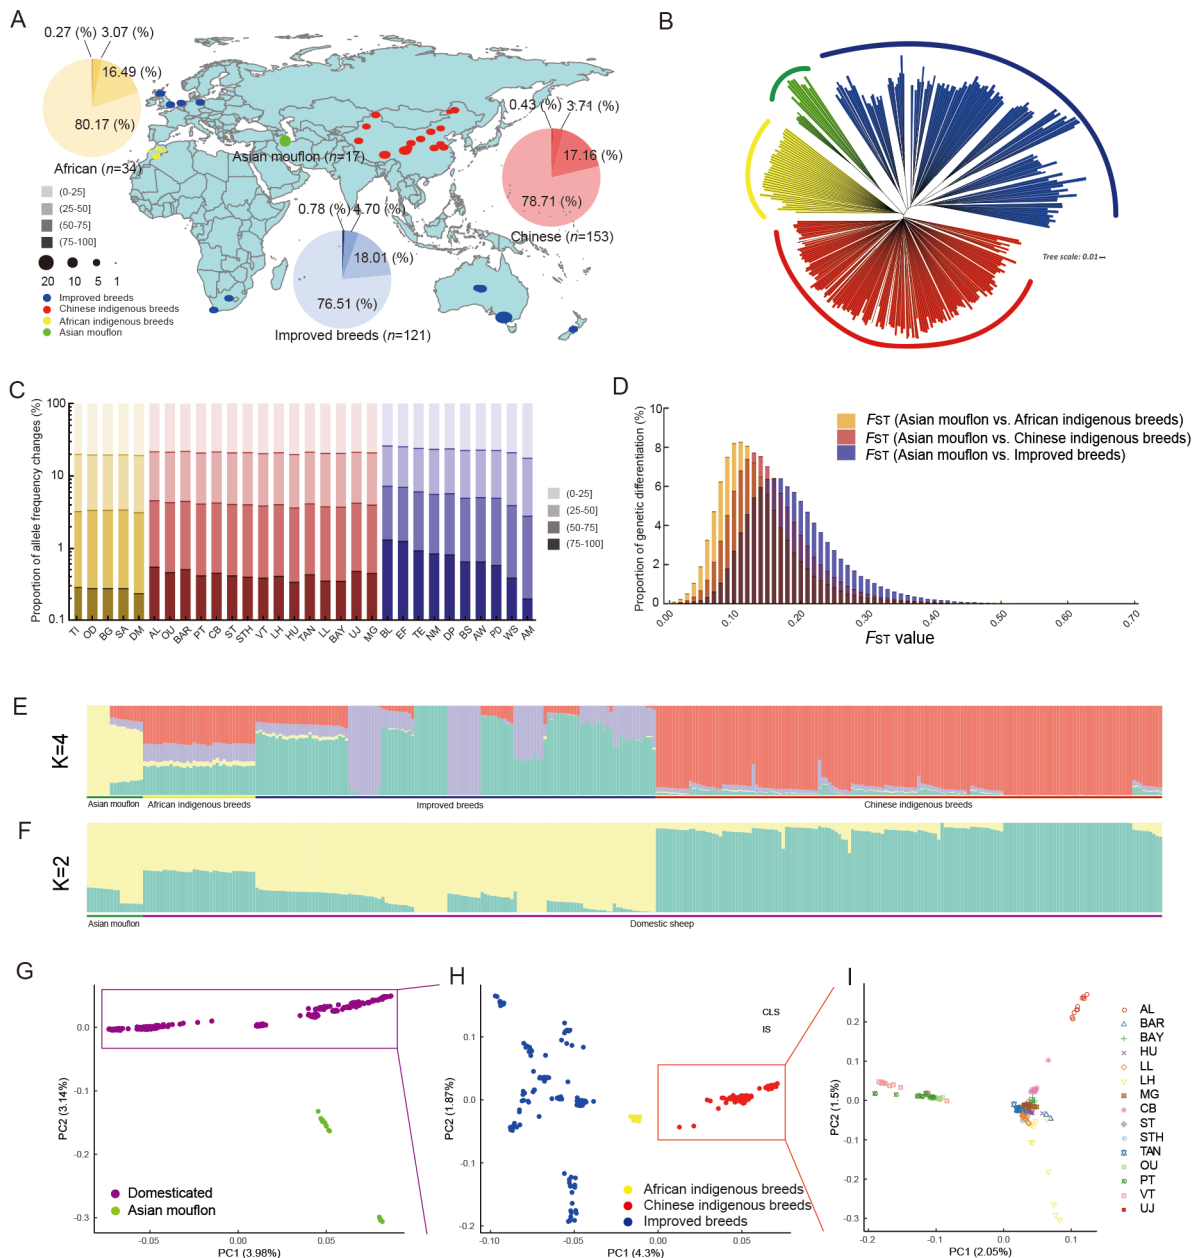 A
0.27 (%) 3.07 (%)
16.49 (%)
80.17 (%)
African (n=34)
Asian mouflon (n=17)
0.43 (%) 3.71 (%)
17.16 (%)
78.71 (%)
Chinese (n=153)
0.78 (%) 4.70 (%)
18.01 (%)
76.51 (%)
Improved breeds (n=121)
(0-25]
(25-50]
(50-75]
(75-100]
20 10 5 1
Improved breeds
Chinese indigenous breeds
African indigenous breeds
Asian mouflon
B
Tree scale: 0.01
C
Proportion of allele frequency changes (%)
100
10
1
0.1
TI OD BG SA DM AL OU BAR PT CB ST STH VT LH HU TAN LL BAY UJ MG BL EF TE NM DP BS AW PD WS AM
(0-25]
(25-50]
(50-75]
(75-100]
D
Proportion of genetic differentiation (%)
10
8
6
4
2
0
0.00 0.10 0.20 0.30 0.40 0.50 0.60 0.70
FST value
FST (Asian mouflon vs. African indigenous breeds)
FST (Asian mouflon vs. Chinese indigenous breeds)
FST (Asian mouflon vs. Improved breeds)
E
K=4
Asian mouflon African indigenous breeds Improved breeds Chinese indigenous breeds
F
K=2
Asian mouflon Domestic sheep
G
PC2 (3.14%)
0.0
-0.1
-0.2
-0.3
Domesticated
Asian mouflon
-0.05 0.00 0.05
PC1 (3.98%)
H
PC2 (1.87%)
0.1
0.0
-0.1
-0.2
CLS
IS
African indigenous breeds
Chinese indigenous breeds
Improved breeds
-0.10 -0.05 0.00 0.05
PC1 (4.3%)
I
PC2 (1.5%)
0.2
0.1
0.0
-0.1
-0.2
-0.3
-0.2 -0.1 0.0 0.1
PC1 (2.05%)
AL
BAR
BAY
HU
LL
LH
MG
CB
ST
STH
TAN
OU
PT
VT
UJ